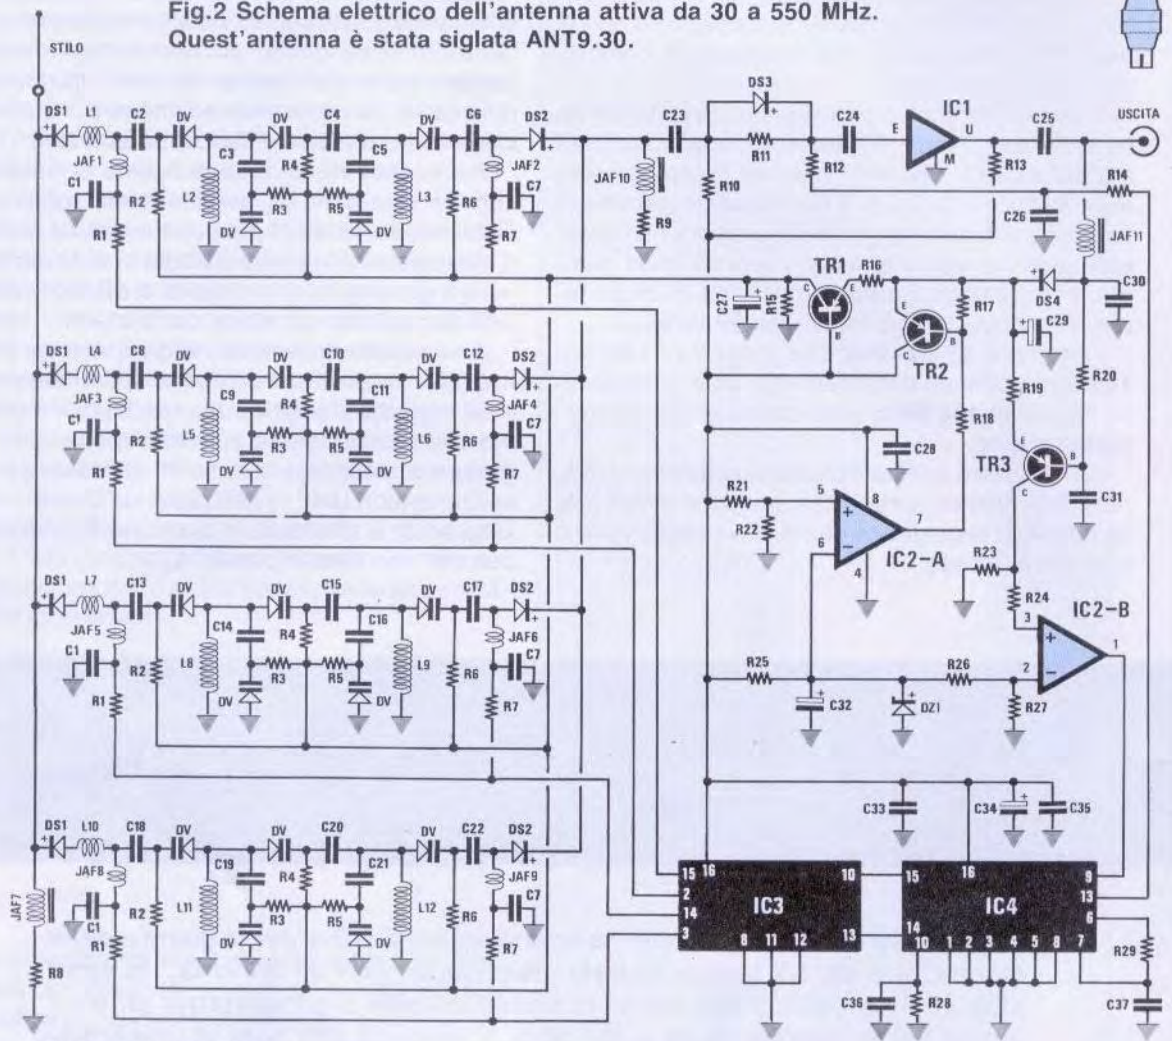 Fig.2 Schema elettrico dell'antenna attiva da 30 a 550 MHz.
Quest'antenna è stata siglata ANT9.30.
STILO
DS1 L1 C2 DV DV C4 DV C6 DS2 C23 DS3 C24 IC1 C25 USCITA
E U M
JAF1 C3 R4 C5 JAF2 JAF10 R11 R12 R13 R14
C1 R2 L2 R3 R5 L3 R6 C7 R10 C26 JAF11
R1 DV DV R7 R9
TR1 R16 DS4 C30
C27 R15 C E B E B C R17 C29
TR2 R19 R20
DS1 L4 C8 DV DV C10 DV C12 DS2
JAF3 C9 R4 C11 JAF4 R18
C1 R2 L5 R3 R5 L6 R6 C7 C28 TR3 E B C
R1 DV DV R7 C31
R21 R22 5 6 8 7 4 IC2-A
R23 R24 IC2-B
3 2 1
DS1 L7 C13 DV DV C15 DV C17 DS2
JAF5 C14 R4 C16 JAF6
C1 R2 L8 R3 R5 L9 R6 C7
R1 DV DV R7
R25 R26 C32 DZ1 R27
C33 C34 C35
DS1 L10 C18 DV DV C20 DV C22 DS2
JAF8 C19 R4 C21 JAF9
JAF7 C1 R2 L11 R3 R5 L12 R6 C7
R1 DV DV R7
R8
15 16 10 15 16 9
2 13
14 IC3 IC4 6
3 13 14
8 11 12 10 1 2 3 4 5 8 7
R29
C36 R28 C37